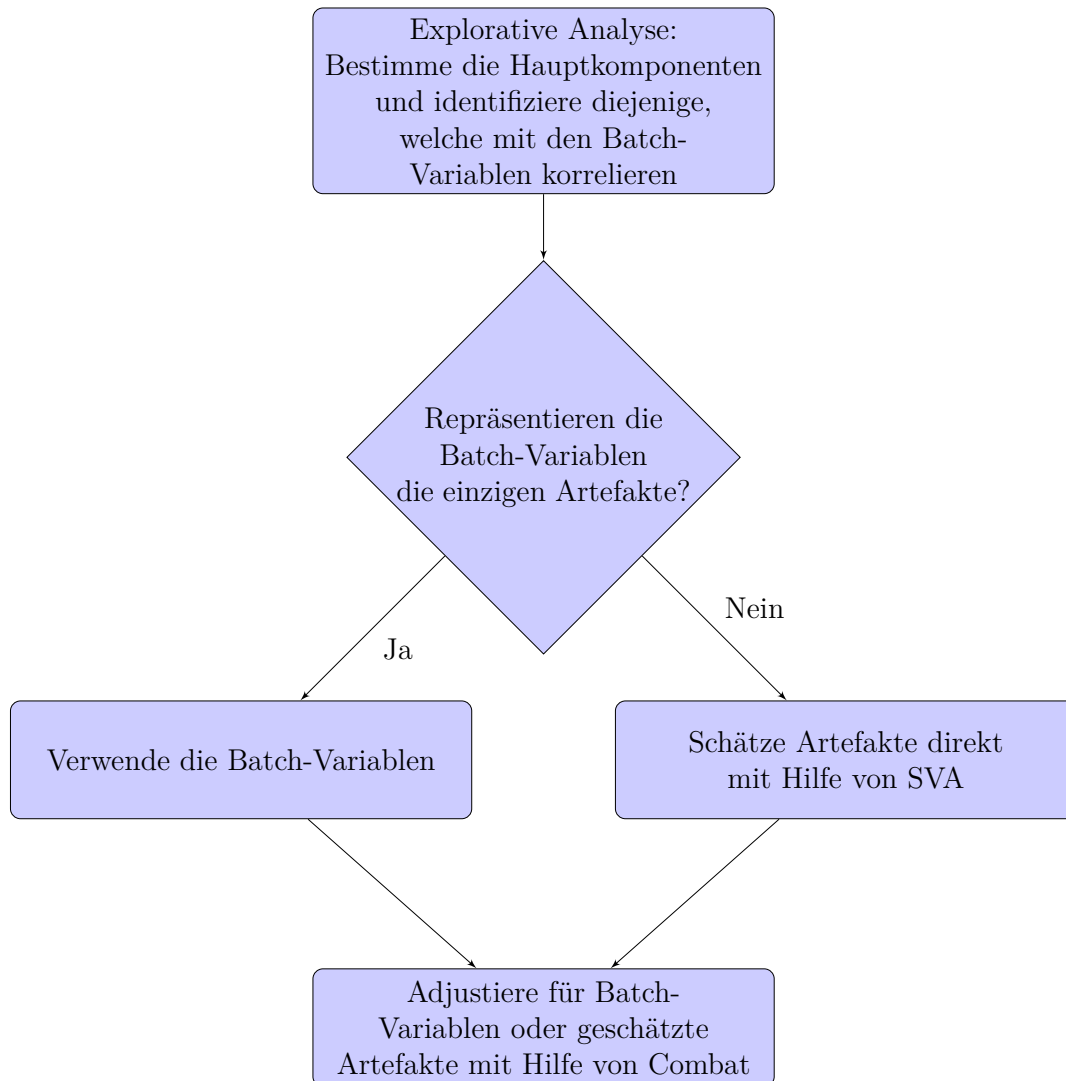 Explorative Analyse:
Bestimme die Hauptkomponenten
und identifiziere diejenige,
welche mit den Batch-
Variablen korrelieren
Repräsentieren die
Batch-Variablen
die einzigen Artefakte?
Nein
Ja
Verwende die Batch-Variablen
Schätze Artefakte direkt
mit Hilfe von SVA
Adjustiere für Batch-
Variablen oder geschätzte
Artefakte mit Hilfe von Combat